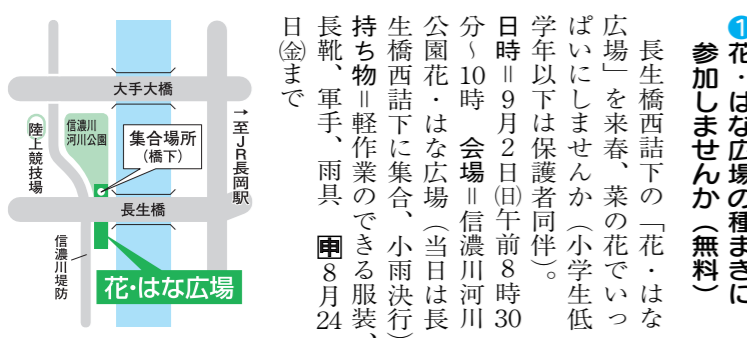 ❶花・はな広場の種まきに
参加しませんか（無料）
長生橋西詰下の「花・はな
広場」を来春、菜の花でいっ
ぱいにしませんか（小学生低
学年以下は保護者同伴）。
日時＝９月２日㈰午前８時30
分～10時　会場＝信濃川河川
公園花・はな広場（当日は長
生橋西詰下に集合、小雨決行）
持ち物＝軽作業のできる服装、
長靴、軍手、雨具　申８月24
日㈮まで
大手大橋
→至ＪＲ長岡駅
陸上競技場
信濃川
河川公園
集合場所
（橋下）
長生橋
信濃川堤防
花・はな広場